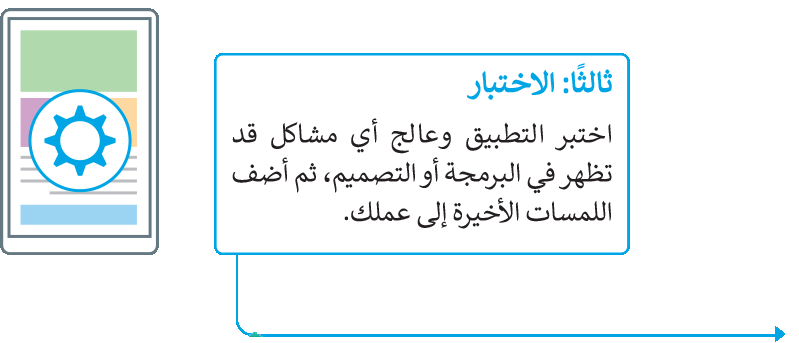 ثالثًا: الاختبار
اختبر التطبيق وعالج أي مشاكل قد
تظهر في البرمجة أو التصميم، ثم أضف
اللمسات الأخيرة إلى عملك.